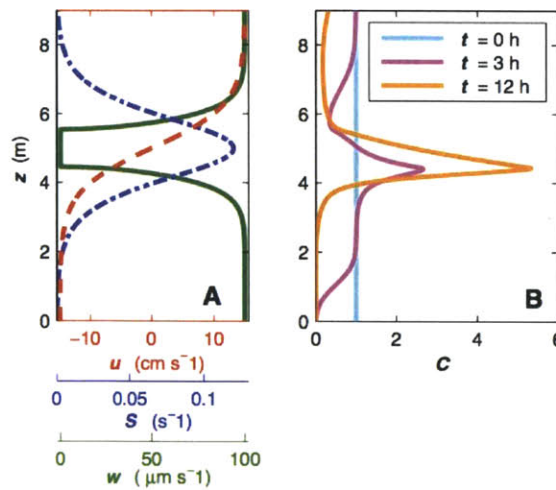 8
6
4
2
0
z (m)
A
−10 0 10
u (cm s⁻¹)
0 0.05 0.1
S (s⁻¹)
0 50 100
w (μm s⁻¹)
t = 0 h
t = 3 h
t = 12 h
8
6
4
2
0
B
0 2 4 6
C